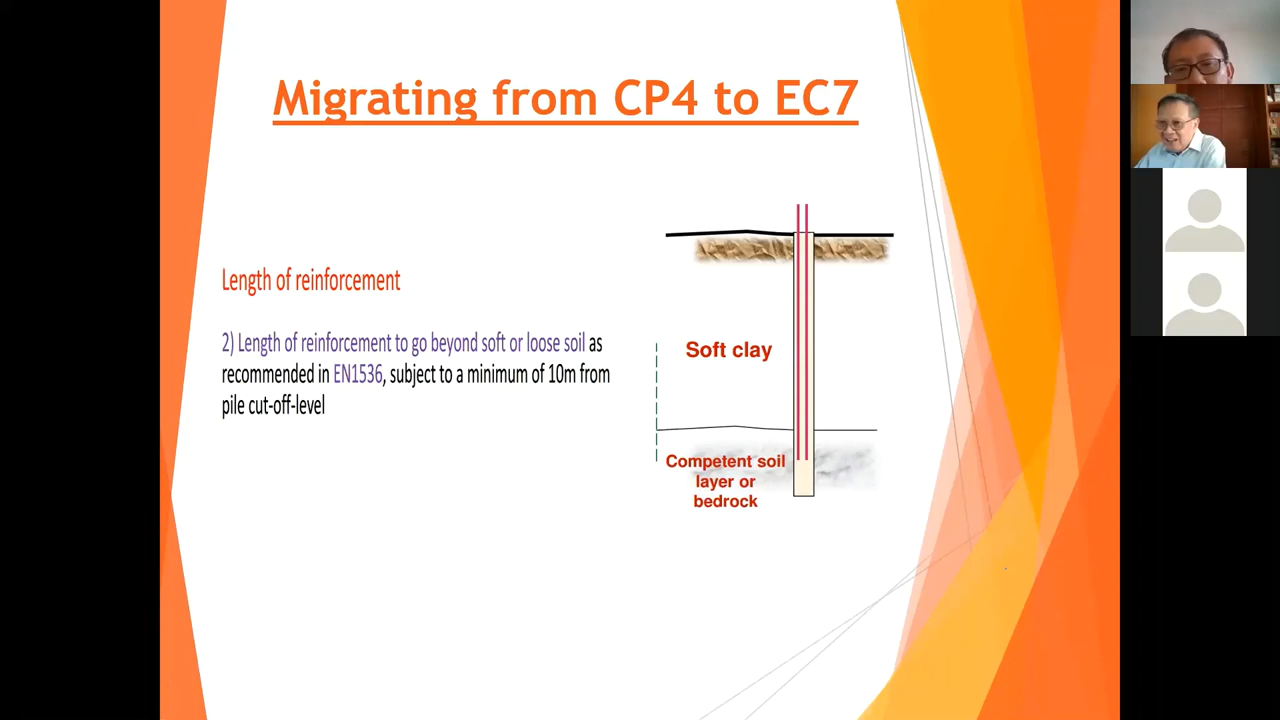 Migrating from CP4 to EC7
Length of reinforcement
2) Length of reinforcement to go beyond soft or loose soil as
recommended in EN1536, subject to a minimum of 10m from
pile cut-off-level
Soft clay
Competent soil
layer or
bedrock